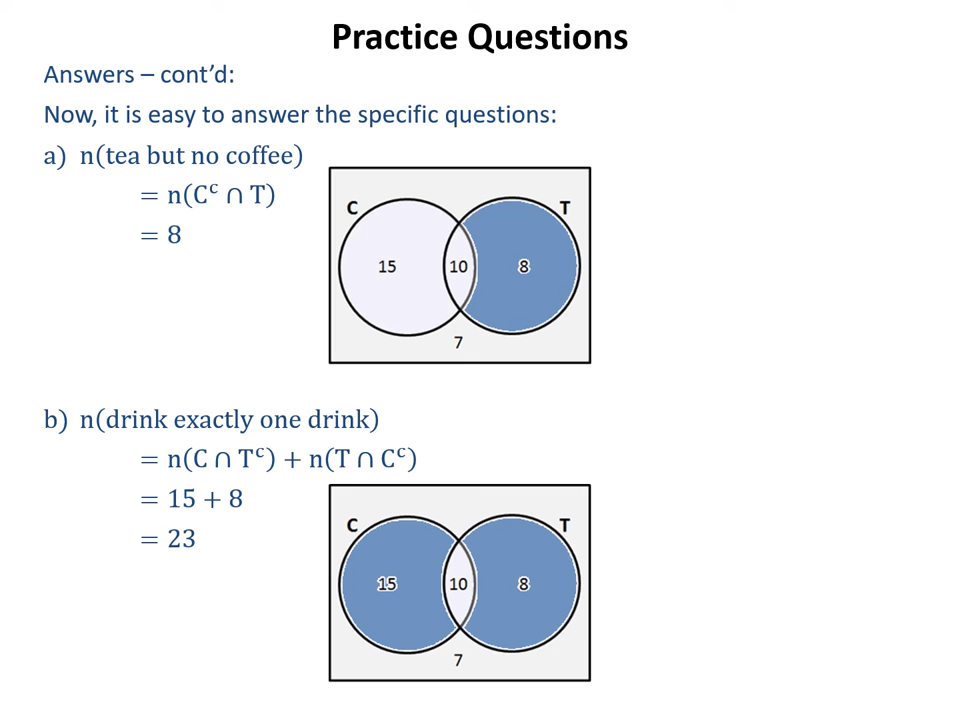 Practice Questions
Answers – cont’d:
Now, it is easy to answer the specific questions:
a) n(tea but no coffee)
= n(Cᶜ ∩ T)
= 8
C T
15 10 8
7
b) n(drink exactly one drink)
= n(C ∩ Tᶜ) + n(T ∩ Cᶜ)
= 15 + 8
= 23
C T
15 10 8
7